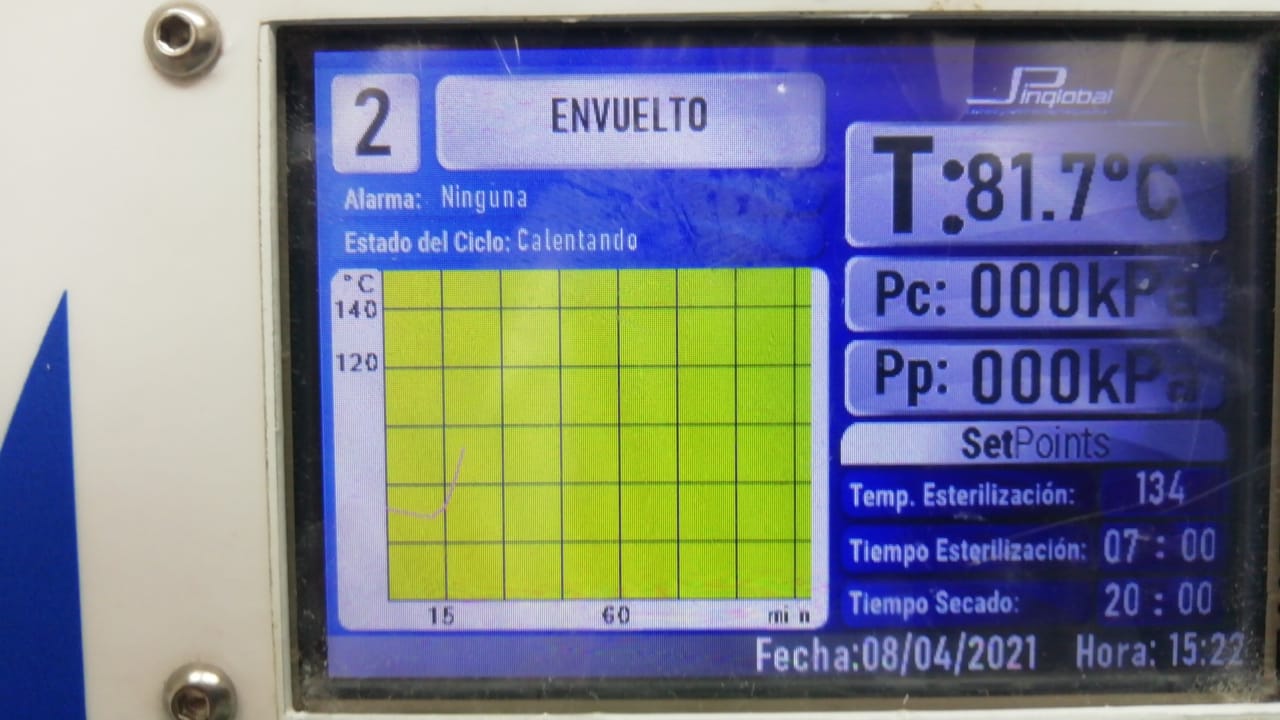 2
ENVUELTO
Pinglobal
Alarma: Ninguna
Estado del Ciclo: Calentando
T:81.7°C
Pc: 000kPa
Pp: 000kPa
SetPoints
Temp. Esterilización: 134
Tiempo Esterilización: 07 : 00
Tiempo Secado: 20 : 00
°C
140
120
15 60 min
Fecha:08/04/2021 Hora: 15:22